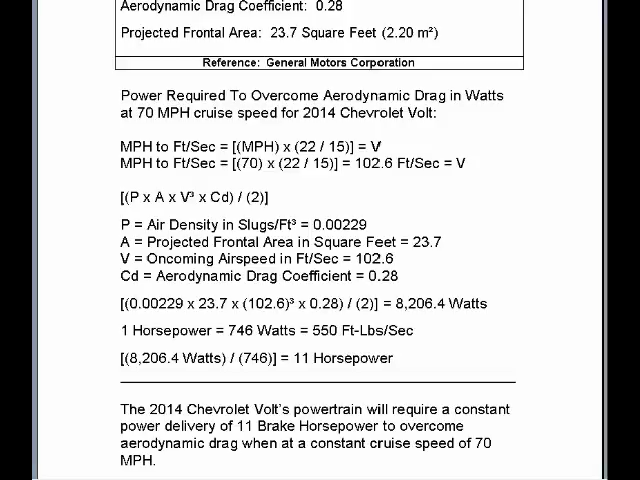 Aerodynamic Drag Coefficient: 0.28
Projected Frontal Area: 23.7 Square Feet (2.20 m²)
Reference: General Motors Corporation
Power Required To Overcome Aerodynamic Drag in Watts
at 70 MPH cruise speed for 2014 Chevrolet Volt:
MPH to Ft/Sec = [(MPH) x (22 / 15)] = V
MPH to Ft/Sec = [(70) x (22 / 15)] = 102.6 Ft/Sec = V
[(P x A x V³ x Cd) / (2)]
P = Air Density in Slugs/Ft³ = 0.00229
A = Projected Frontal Area in Square Feet = 23.7
V = Oncoming Airspeed in Ft/Sec = 102.6
Cd = Aerodynamic Drag Coefficient = 0.28
[(0.00229 x 23.7 x (102.6)³ x 0.28) / (2)] = 8,206.4 Watts
1 Horsepower = 746 Watts = 550 Ft-Lbs/Sec
[(8,206.4 Watts) / (746)] = 11 Horsepower
The 2014 Chevrolet Volt's powertrain will require a constant
power delivery of 11 Brake Horsepower to overcome
aerodynamic drag when at a constant cruise speed of 70
MPH.